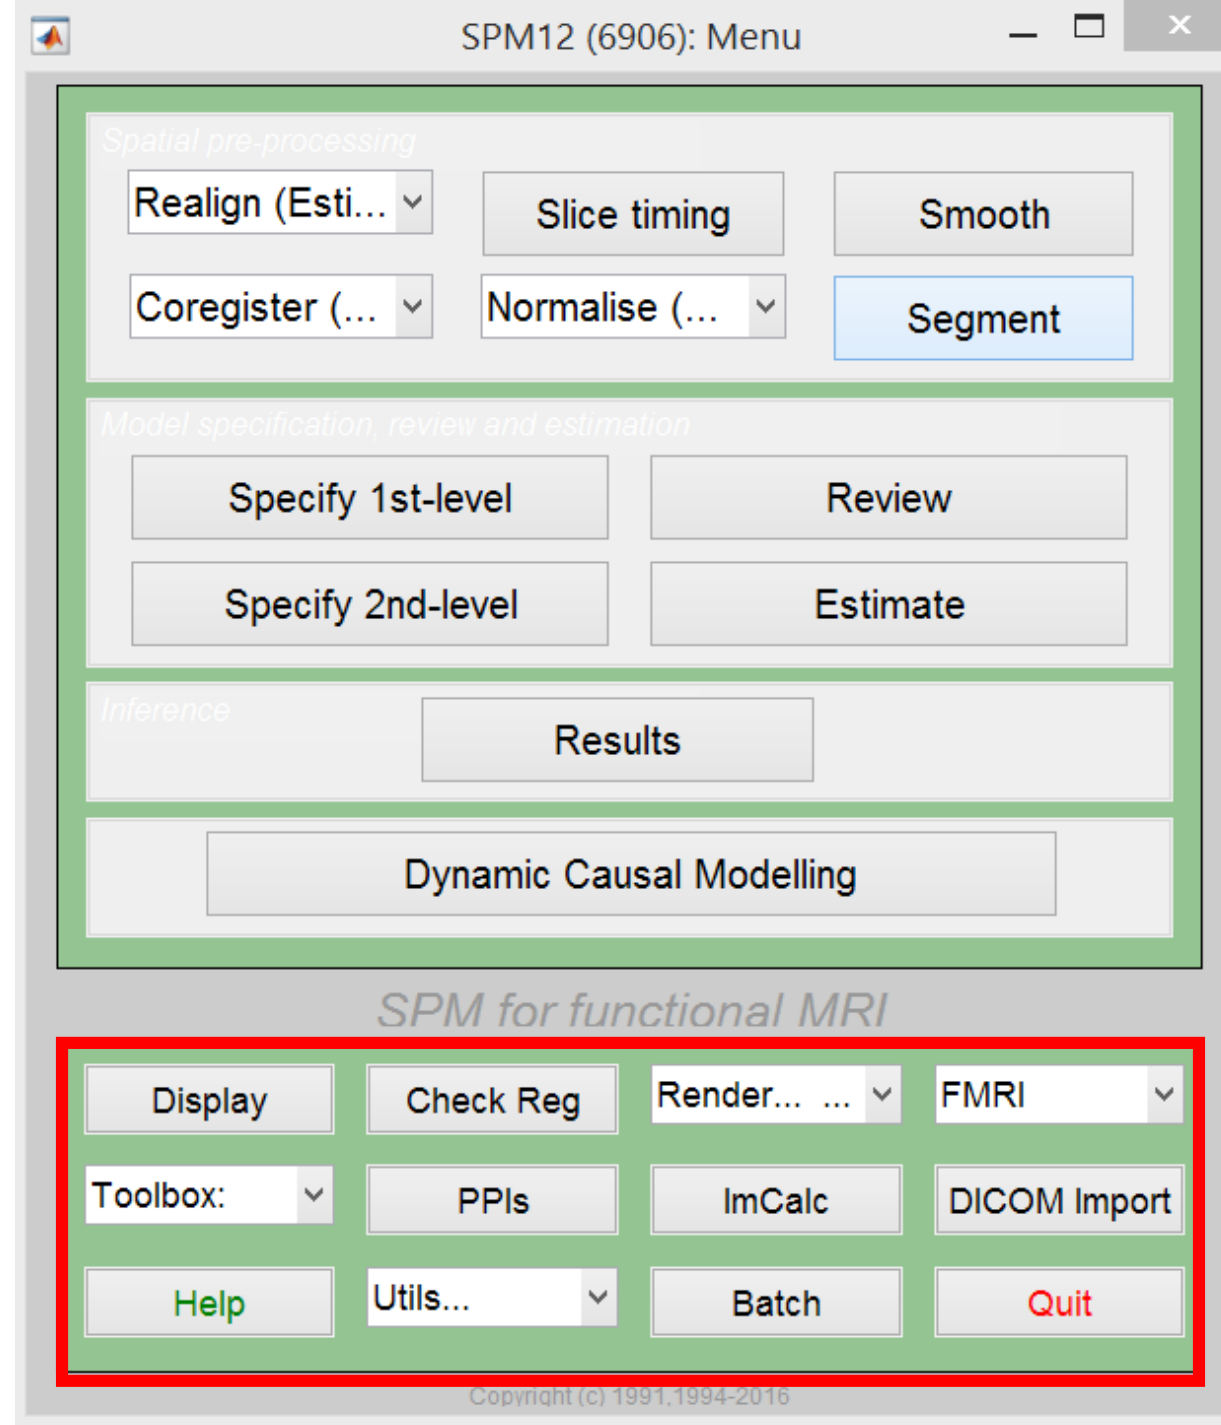 SPM12 (6906): Menu
Spatial pre-processing
Realign (Esti...
Slice timing
Smooth
Coregister (...
Normalise (...
Segment
Model specification, review and estimation
Specify 1st-level
Review
Specify 2nd-level
Estimate
Inference
Results
Dynamic Causal Modelling
SPM for functional MRI
Display
Check Reg
Render... ...
FMRI
Toolbox:
PPIs
ImCalc
DICOM Import
Help
Utils...
Batch
Quit
Copyright (c) 1991,1994-2016